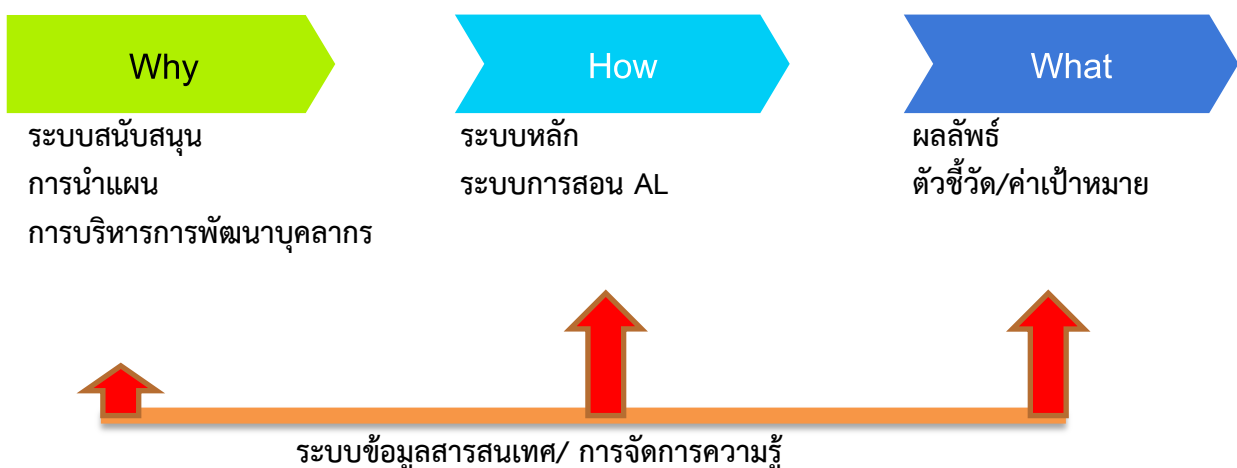 Why
How
What
ระบบสนับสนุน
การนำแผน
การบริหารการพัฒนาบุคลากร
ระบบหลัก
ระบบการสอน AL
ผลลัพธ์
ตัวชี้วัด/ค่าเป้าหมาย
ระบบข้อมูลสารสนเทศ/ การจัดการความรู้